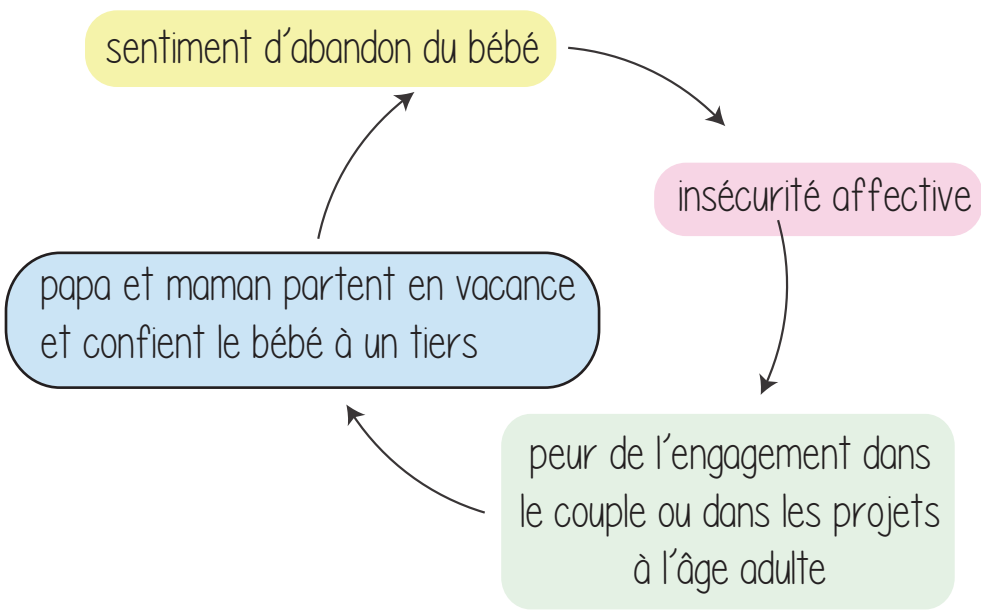 sentiment d'abandon du bébé
insécurité affective
papa et maman partent en vacance
et confient le bébé à un tiers
peur de l'engagement dans
le couple ou dans les projets
à l'âge adulte